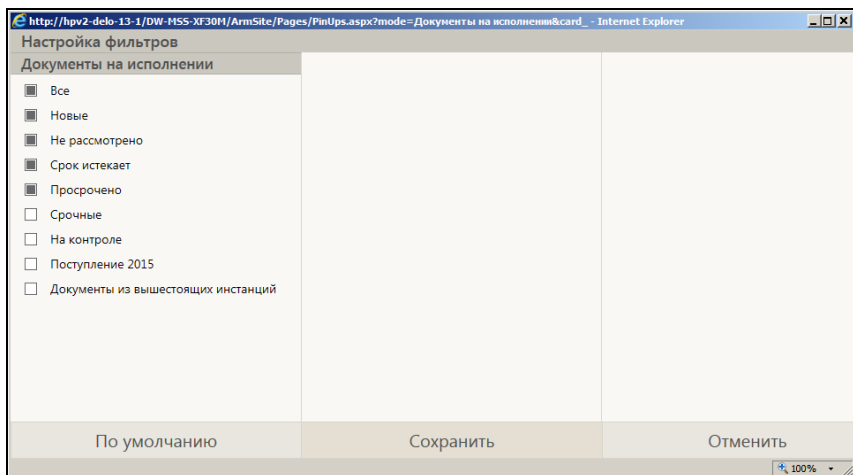 http://hpv2-delo-13-1/DW-MSS-XF30M/ArmSite/Pages/PinUps.aspx?mode=Документы на исполнении&card_ - Internet Explorer
Настройка фильтров
Документы на исполнении
Все
Новые
Не рассмотрено
Срок истекает
Просрочено
Срочные
На контроле
Поступление 2015
Документы из вышестоящих инстанций
По умолчанию Сохранить Отменить
100%